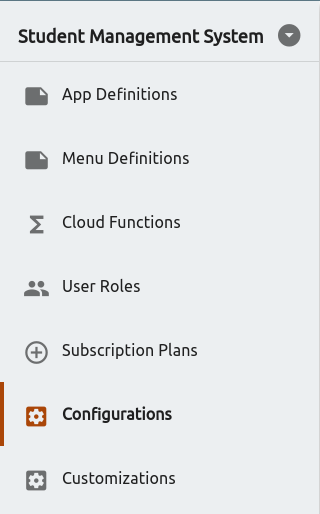 Student Management System
App Definitions
Menu Definitions
Cloud Functions
User Roles
Subscription Plans
Configurations
Customizations